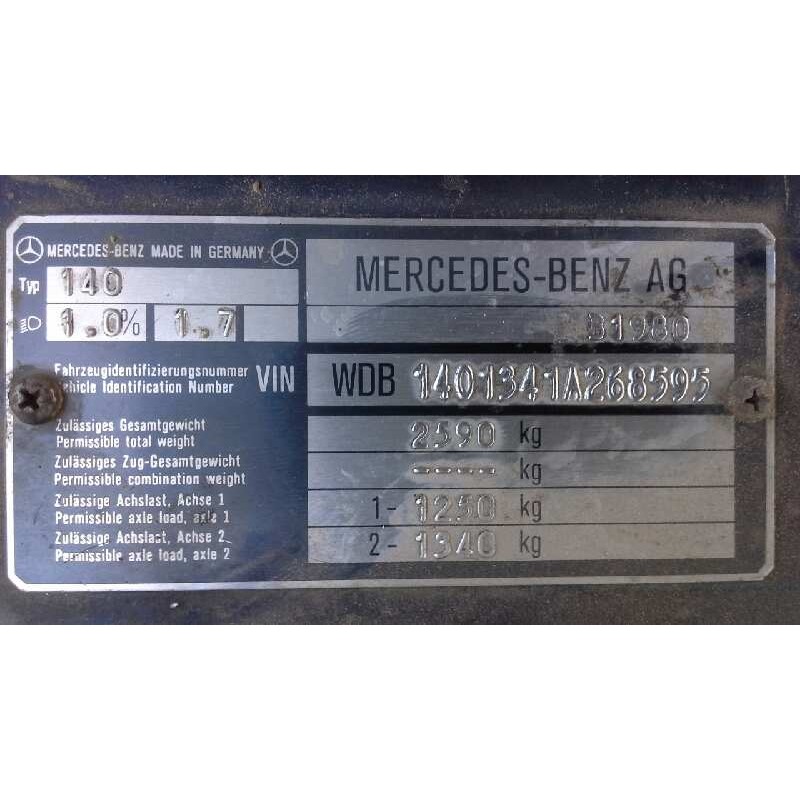 MERCEDES-BENZ MADE IN GERMANY
MERCEDES-BENZ AG
Typ 140
1.0% 1.7
B1980
Fahrzeugidentifizierungsnummer
Vehicle Identification Number
VIN WDB 1401341A268595
Zulässiges Gesamtgewicht
Permissible total weight
2590 kg
Zulässiges Zug-Gesamtgewicht
Permissible combination weight
---- kg
Zulässige Achslast, Achse 1
Permissible axle load, axle 1
1- 1250 kg
Zulässige Achslast, Achse 2
Permissible axle load, axle 2
2- 1340 kg